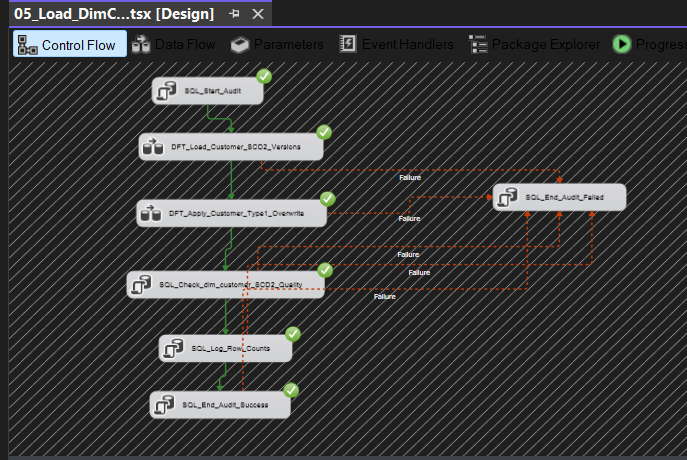 05_Load_DimC...tsx [Design]
Control Flow
Data Flow
Parameters
Event Handlers
Package Explorer
Progress
SQL_Start_Audit
DFT_Load_Customer_SCD2_Versions
Failure
SQL_End_Audit_Failed
DFT_Apply_Customer_Type1_Overwrite
Failure
Failure
Failure
SQL_Check_dim_customer_SCD2_Quality
Failure
SQL_Log_Row_Counts
SQL_End_Audit_Success